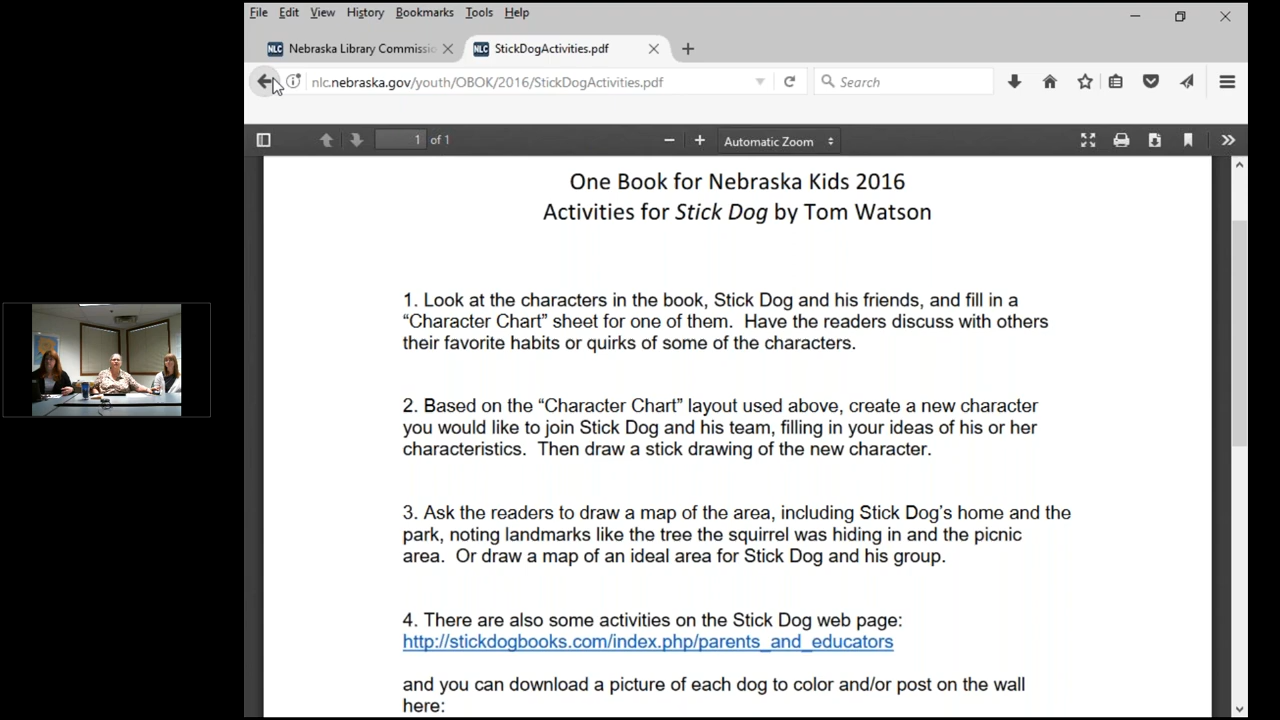 File Edit View History Bookmarks Tools Help
NLC Nebraska Library Commissio
NLC StickDogActivities.pdf
nlc.nebraska.gov/youth/OBOK/2016/StickDogActivities.pdf
Search
1 of 1
Automatic Zoom
One Book for Nebraska Kids 2016
Activities for Stick Dog by Tom Watson
1. Look at the characters in the book, Stick Dog and his friends, and fill in a
“Character Chart” sheet for one of them.  Have the readers discuss with others
their favorite habits or quirks of some of the characters.
2. Based on the “Character Chart” layout used above, create a new character
you would like to join Stick Dog and his team, filling in your ideas of his or her
characteristics.  Then draw a stick drawing of the new character.
3. Ask the readers to draw a map of the area, including Stick Dog’s home and the
park, noting landmarks like the tree the squirrel was hiding in and the picnic
area.  Or draw a map of an ideal area for Stick Dog and his group.
4. There are also some activities on the Stick Dog web page:
http://stickdogbooks.com/index.php/parents_and_educators
and you can download a picture of each dog to color and/or post on the wall
here: